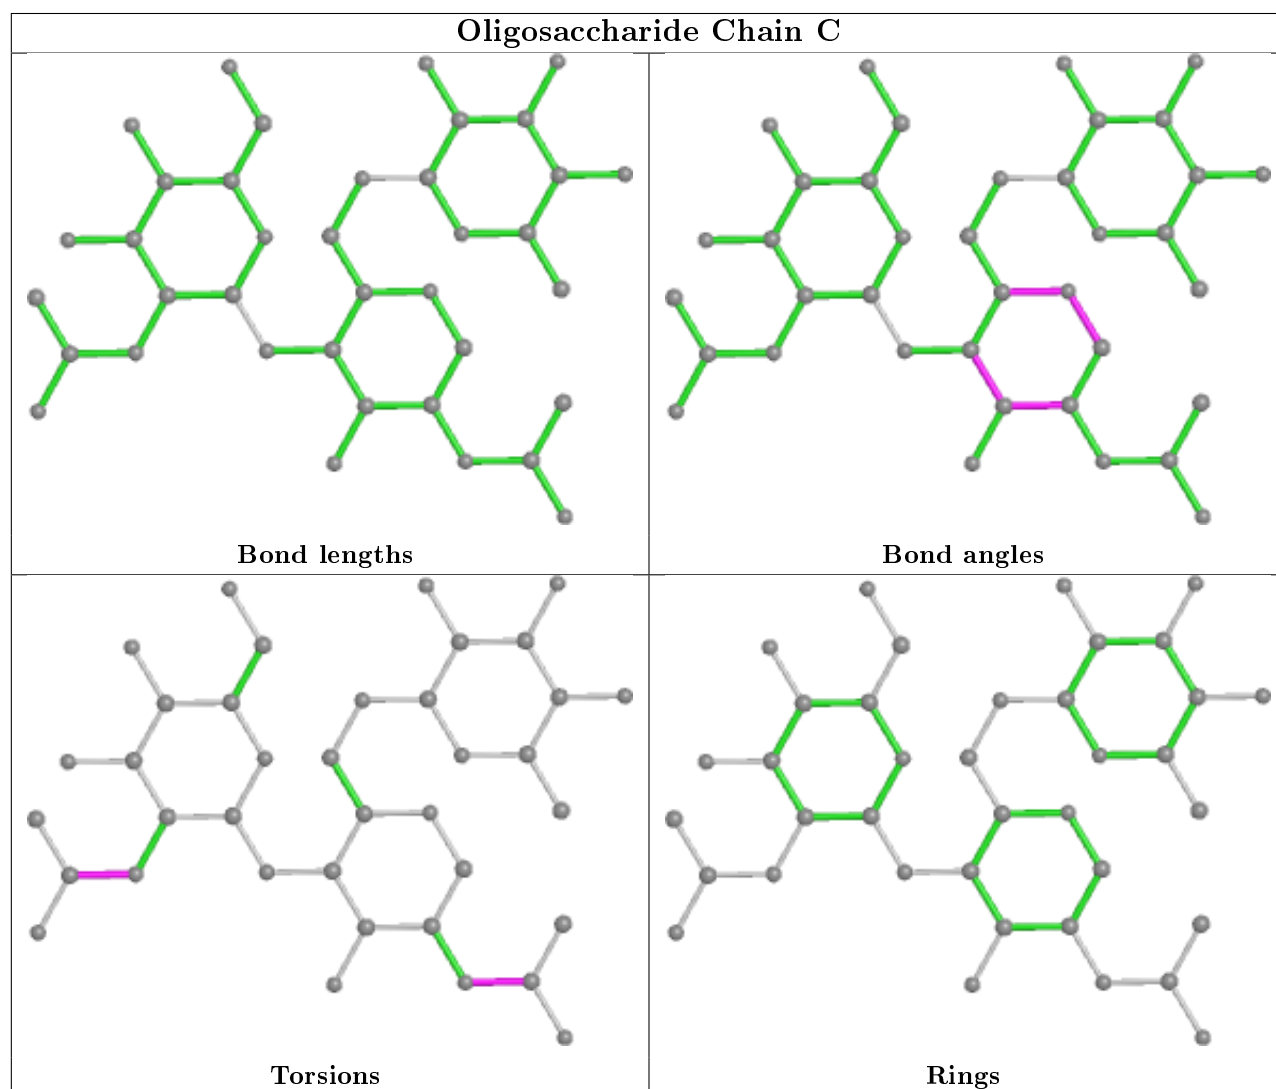 Oligosaccharide Chain C
Bond lengths
Bond angles
Torsions
Rings